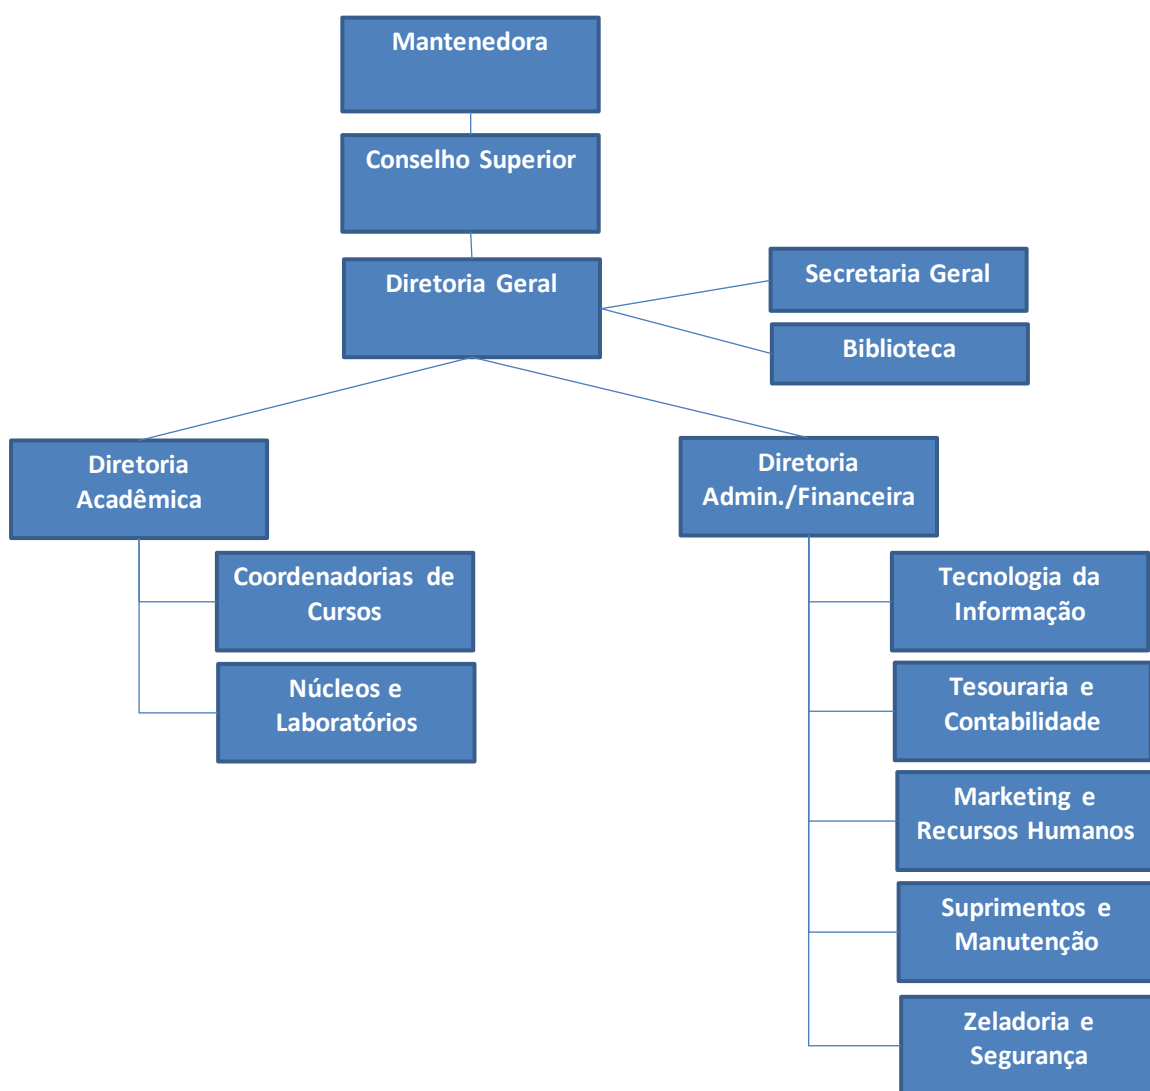 Mantenedora
Conselho Superior
Diretoria Geral
Secretaria Geral
Biblioteca
Diretoria
Acadêmica
Diretoria
Admin./Financeira
Coordenadorias de
Cursos
Núcleos e
Laboratórios
Tecnologia da
Informação
Tesouraria e
Contabilidade
Marketing e
Recursos Humanos
Suprimentos e
Manutenção
Zeladoria e
Segurança